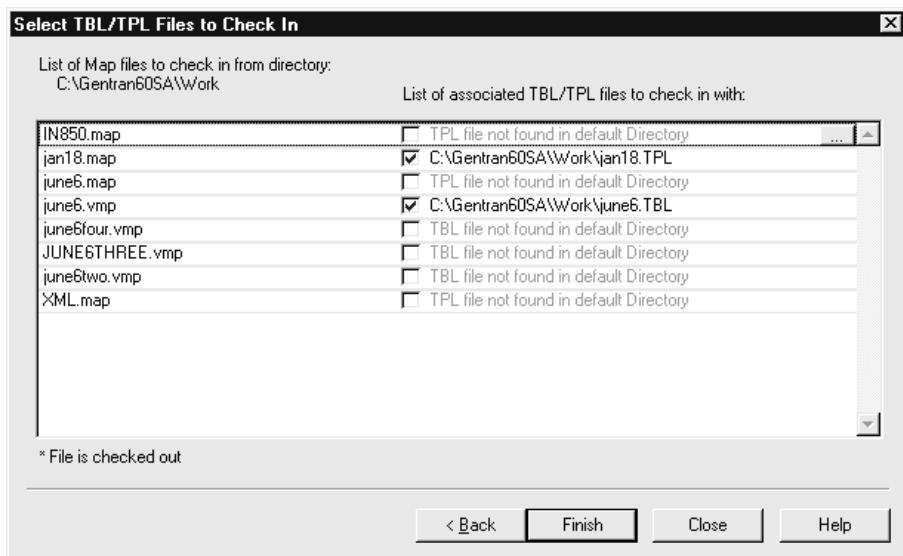 Select TBL/TPL Files to Check In
List of Map files to check in from directory:
C:\Gentran60SA\Work
List of associated TBL/TPL files to check in with:
IN850.map TPL file not found in default Directory ...
jan18.map C:\Gentran60SA\Work\jan18.TPL
june6.map TPL file not found in default Directory
june6.vmp C:\Gentran60SA\Work\june6.TBL
june6four.vmp TBL file not found in default Directory
JUNE6THREE.vmp TBL file not found in default Directory
june6two.vmp TBL file not found in default Directory
XML.map TPL file not found in default Directory
* File is checked out
< Back Finish Close Help